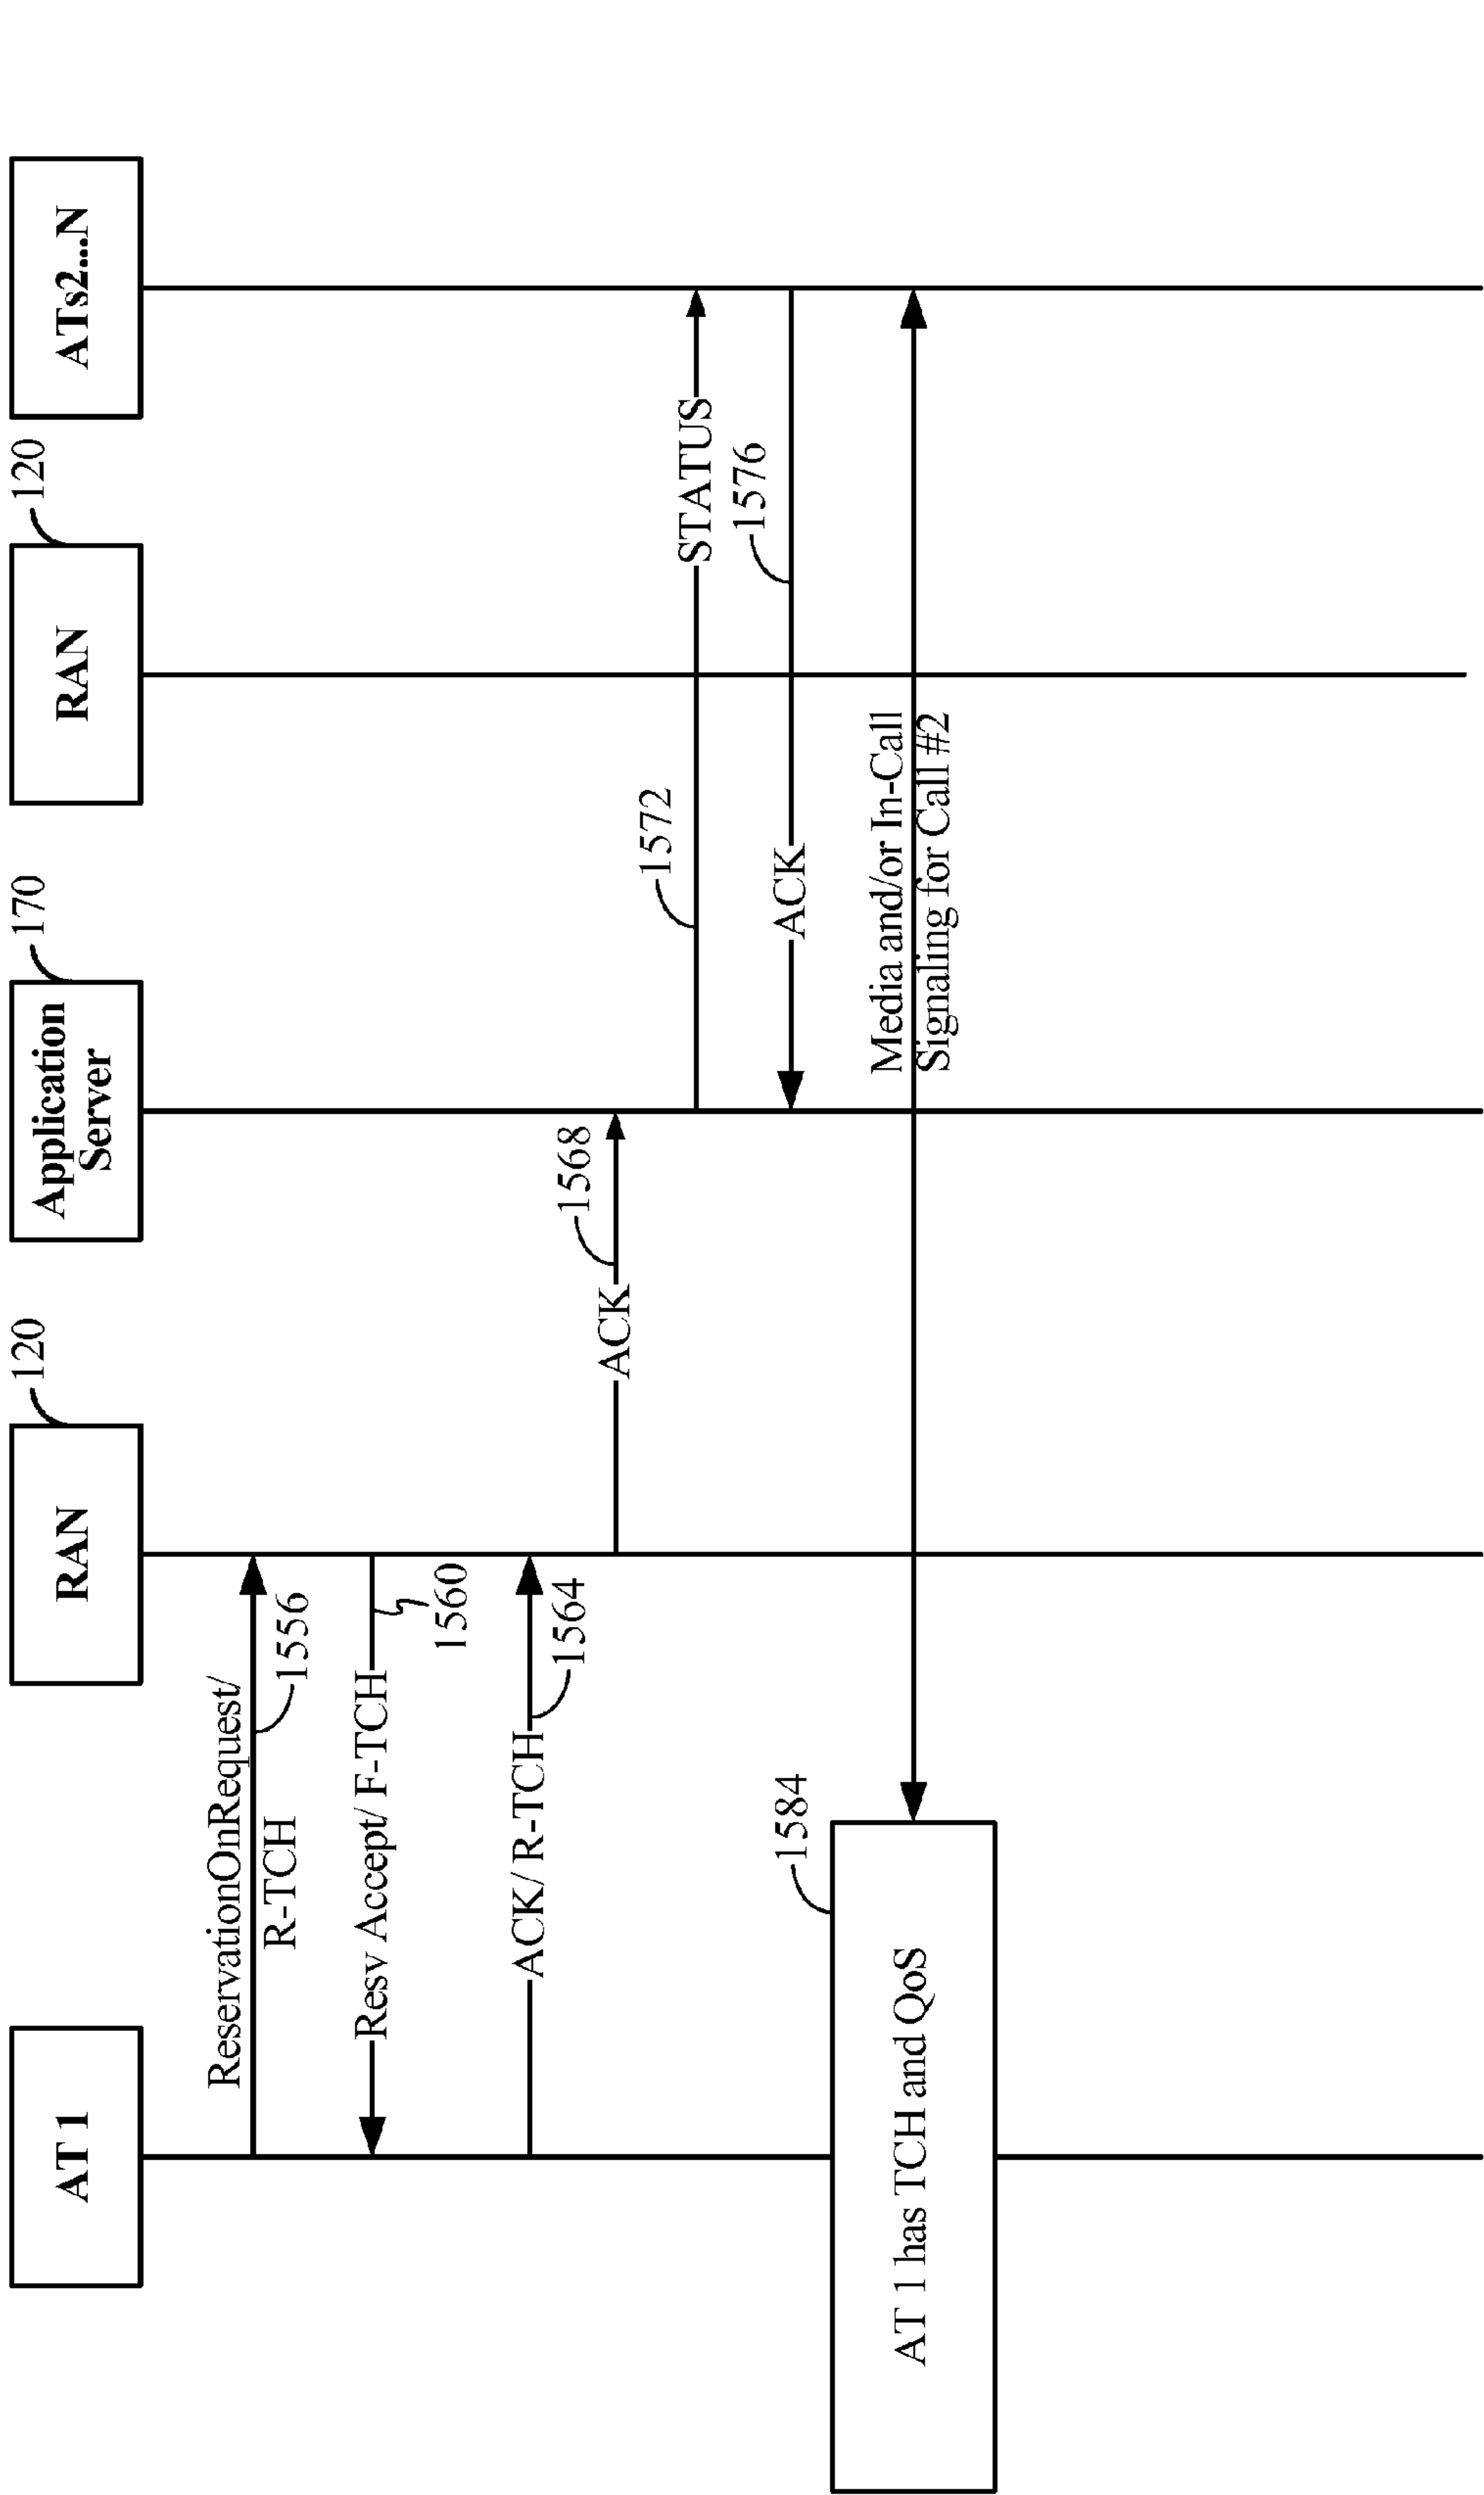 AT 1
RAN
120
Application
Server
170
RAN
120
ATs2...N
ReservationOnRequest/
R-TCH
1556
Resv Accept/ F-TCH
1560
ACK/ R-TCH
1564
ACK
1568
STATUS
1572
ACK
1576
AT 1 has TCH and QoS
1584
Media and/or In-Call
Signaling for Call #2